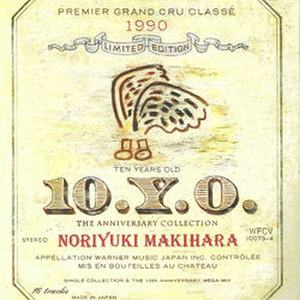 PREMIER GRAND CRU CLASSÉ
1990
LIMITED EDITION
TEN YEARS OLD
10.Y.O.
THE ANNIVERSARY COLLECTION
STEREO NORIYUKI MAKIHARA WPCV
10073~4
APPELLATION WARNER MUSIC JAPAN INC. CONTRÔLÉE
MIS EN BOUTEILLES AU CHATEAU
SINGLE COLLECTION & THE 10th ANNIVERSARY MEGA-MIX
16 tracks
MADE IN JAPAN